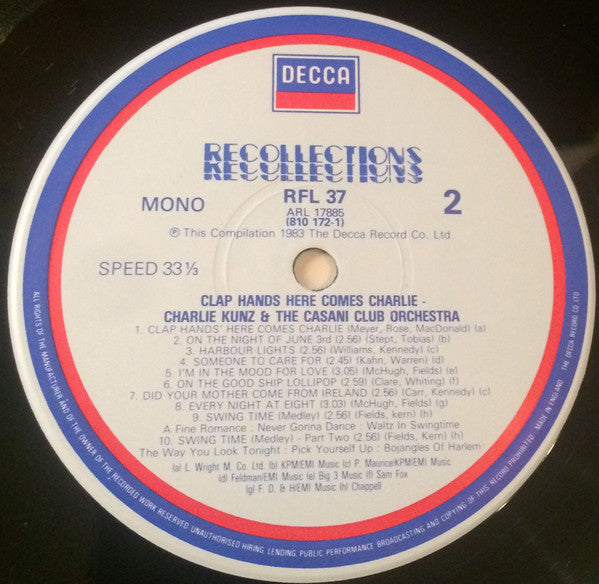 DECCA
RECOLLECTIONS
RECOLLECTIONS
MONO
RFL 37
2
ARL 17885
(810 172-1)
℗ This Compilation 1983 The Decca Record Co. Ltd.
SPEED 33⅓
CLAP HANDS HERE COMES CHARLIE -
CHARLIE KUNZ & THE CASANI CLUB ORCHESTRA
1. CLAP HANDS' HERE COMES CHARLIE (Meyer, Rose, MacDonald) (a)
2. ON THE NIGHT OF JUNE 3rd (2.56) (Stept, Tobias) (b)
3. HARBOUR LIGHTS (2.56) (Williams, Kennedy) (c)
4. SOMEONE TO CARE FOR (2.45) (Kahn, Warren) (d)
5. I'M IN THE MOOD FOR LOVE (3.05) (McHugh, Fields) (e)
6. ON THE GOOD SHIP LOLLIPOP (2.59) (Clare, Whiting) (f)
7. DID YOUR MOTHER COME FROM IRELAND (2.56) (Carr, Kennedy) (c)
8. EVERY NIGHT AT EIGHT (3.03) (McHugh, Fields) (g)
9. SWING TIME (Medley) (Fields, kern) (h)
A Fine Romance : Never Gonna Dance : Waltz In Swingtime
10. SWING TIME (Medley) - Part Two (2.56) (Fields, Kern) (h)
The Way You Look Tonight : Pick Yourself Up : Bojangles Of Harlem
(a) L. Wright M. Co. Ltd. (b) KPM/EMI Music (c) P. Maurice/KPM/EMI Music
(d) Feldman/EMI Music (e) Big 3 Music (f) Sam Fox
(g) F. D. & H/EMI Music (h) Chappell
ALL RIGHTS OF THE MANUFACTURER AND OF THE OWNER OF THE RECORDED WORK RESERVED. UNAUTHORISED HIRING, LENDING, PUBLIC PERFORMANCE, BROADCASTING AND COPYING OF THIS RECORD PROHIBITED · MADE IN ENGLAND · THE DECCA RECORD CO. LTD